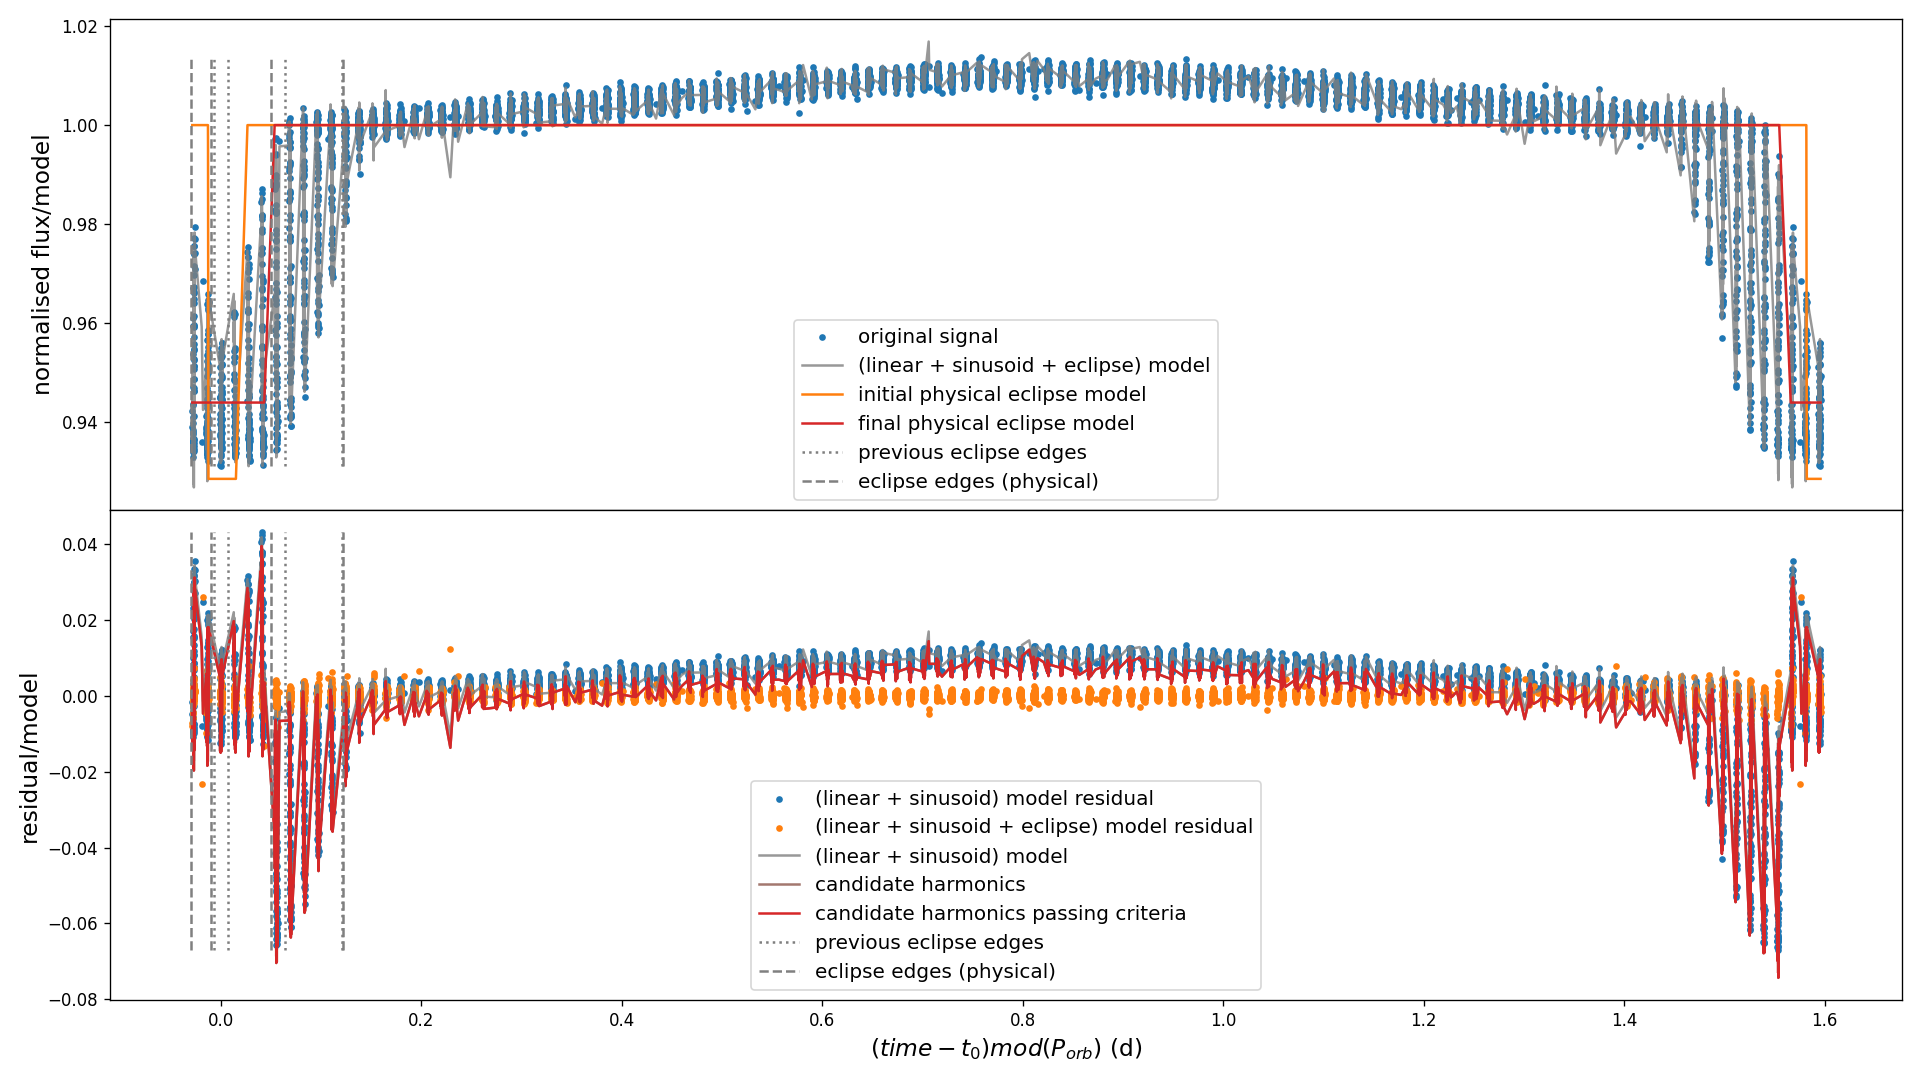 normalised flux/model
1.02
1.00
0.98
0.96
0.94
original signal
(linear + sinusoid + eclipse) model
initial physical eclipse model
final physical eclipse model
previous eclipse edges
eclipse edges (physical)
residual/model
0.04
0.02
0.00
−0.02
−0.04
−0.06
−0.08
(linear + sinusoid) model residual
(linear + sinusoid + eclipse) model residual
(linear + sinusoid) model
candidate harmonics
candidate harmonics passing criteria
previous eclipse edges
eclipse edges (physical)
0.0 0.2 0.4 0.6 0.8 1.0 1.2 1.4 1.6
(time − t₀)mod(P_orb) (d)